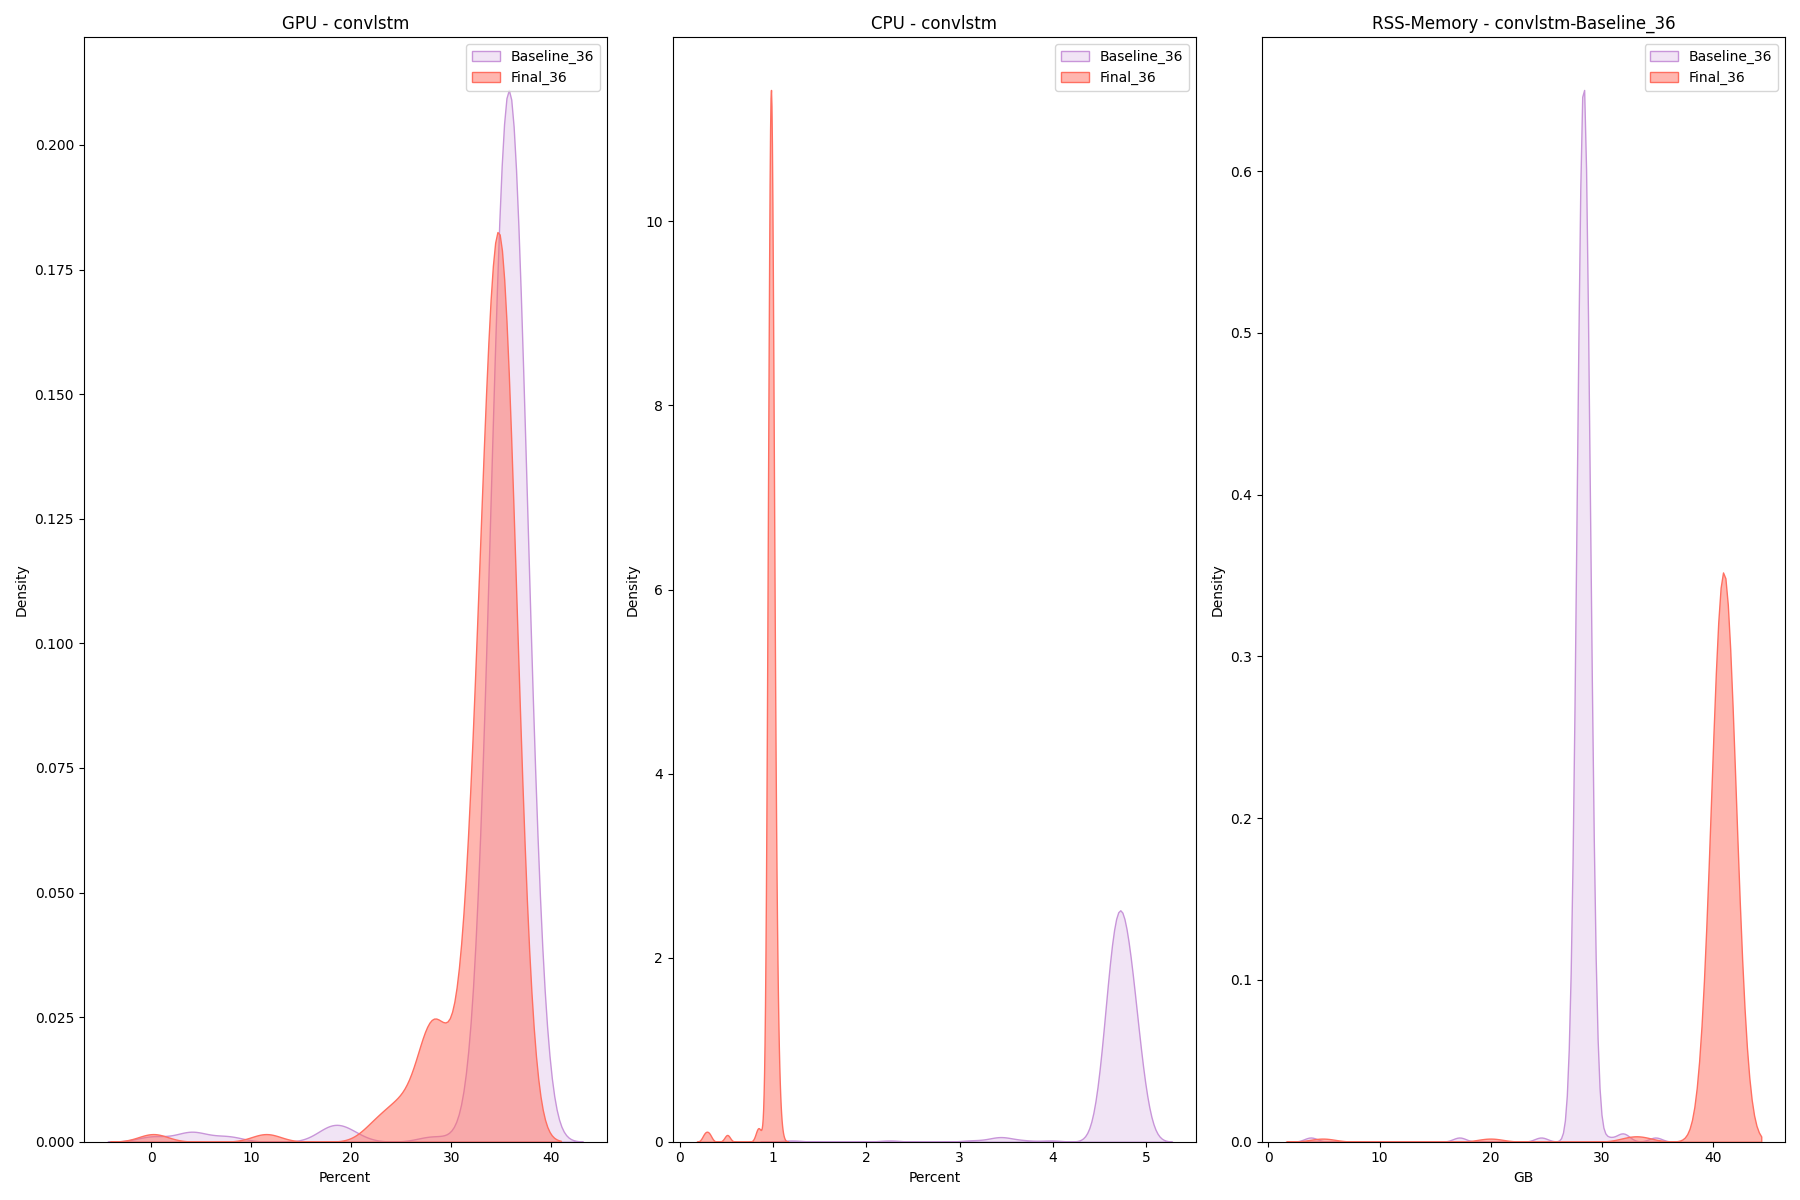 GPU - convlstm
Baseline_36
Final_36
0.200
0.175
0.150
0.125
0.100
0.075
0.050
0.025
0.000
Density
0
10
20
30
40
Percent
CPU - convlstm
Baseline_36
Final_36
10
8
6
4
2
0
Density
0
1
2
3
4
5
Percent
RSS-Memory - convlstm-Baseline_36
Baseline_36
Final_36
0.6
0.5
0.4
0.3
0.2
0.1
0.0
Density
0
10
20
30
40
GB